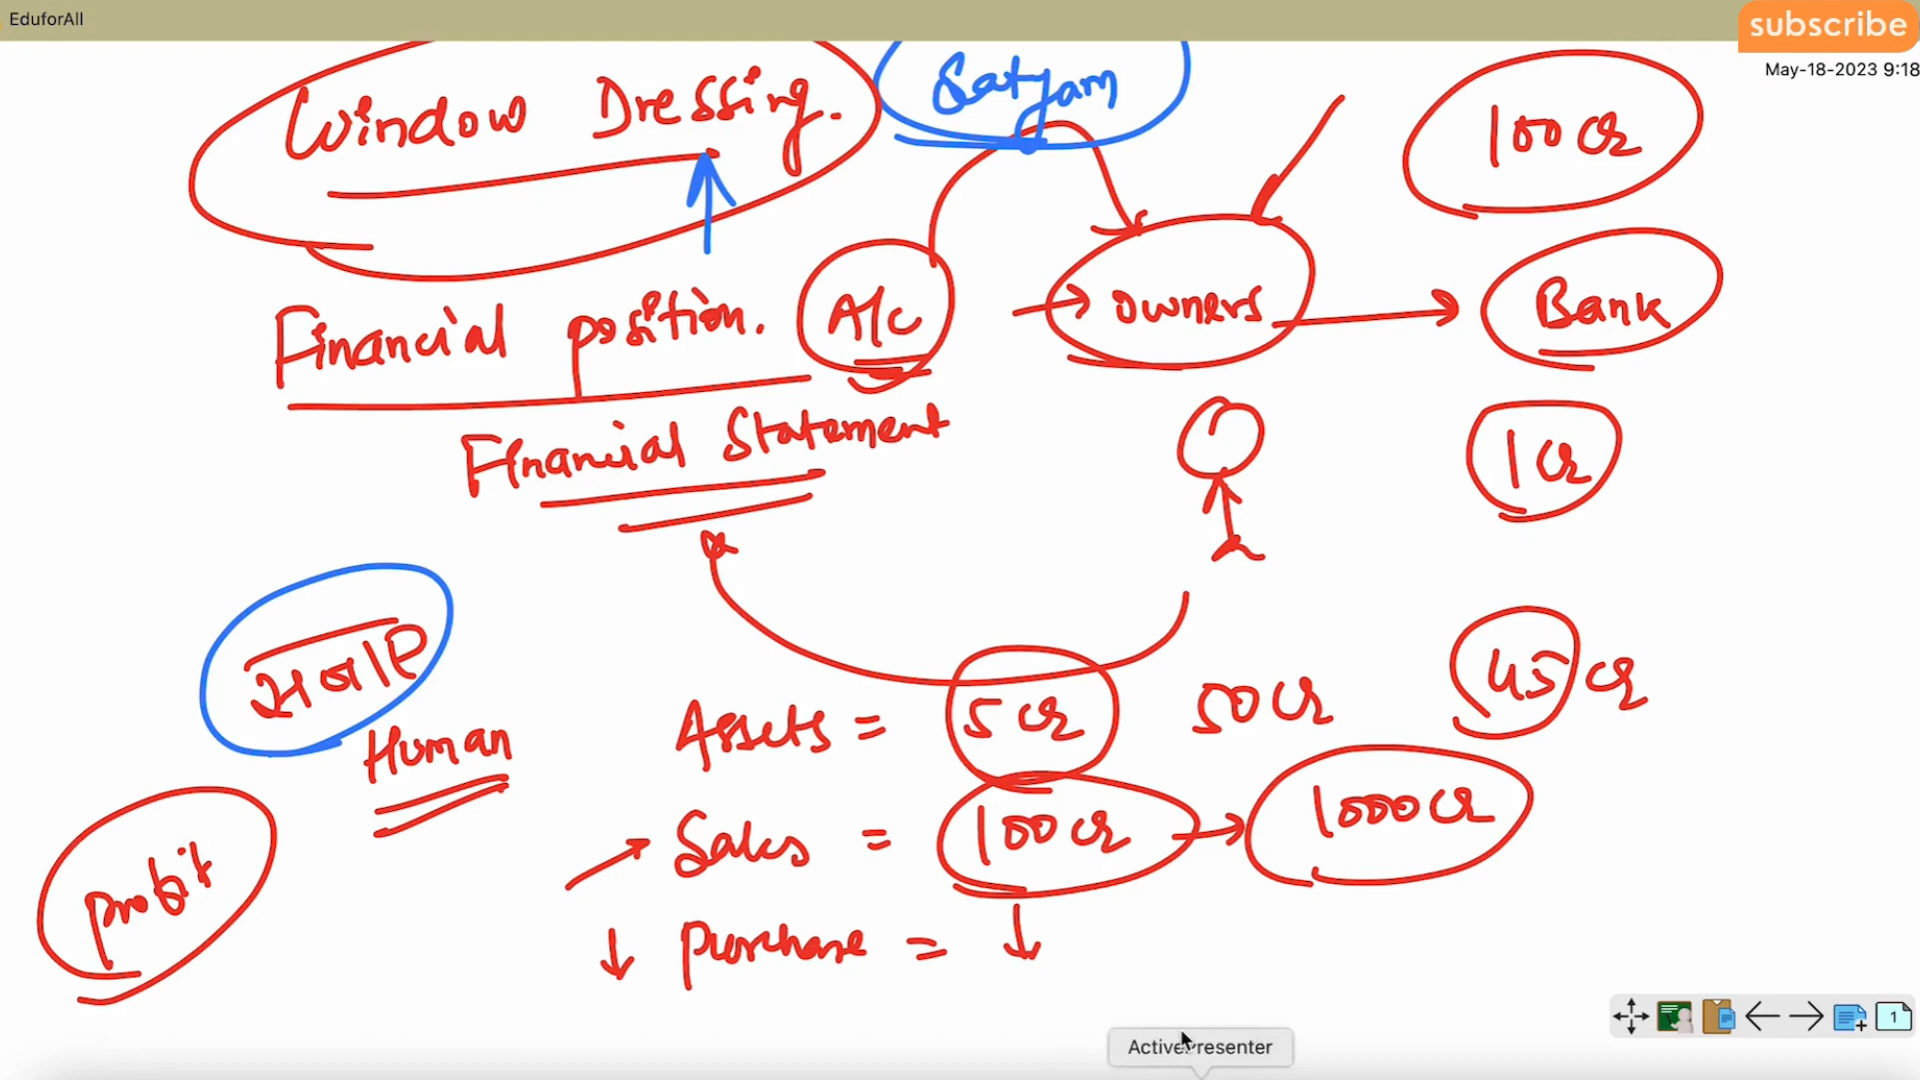 EduforAll
subscribe
May-18-2023 9:18
Window Dressing.
Satyam
100 Cr
Financial position.
A/c
owners
Bank
Financial Statement
1 Cr
Human
Assets = 5 Cr 50 Cr 45 Cr
Sales = 100 Cr 1000 Cr
profit
Purchase =
1
ActivePresenter